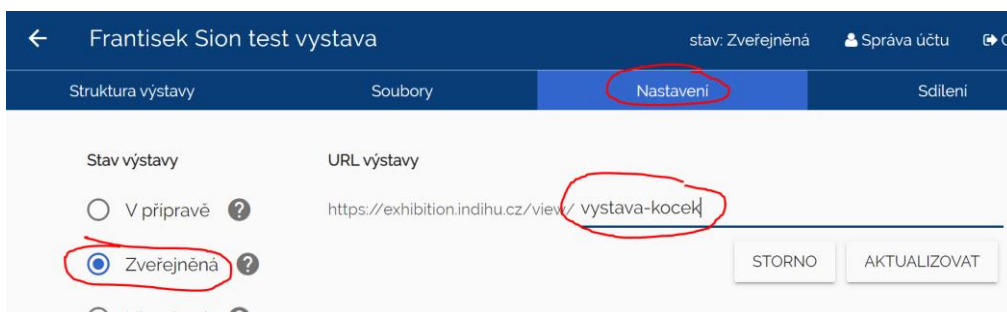 Frantisek Sion test vystava stav: Zveřejněná Správa účtu
Struktura výstavy Soubory Nastavení Sdílení
Stav výstavy URL výstavy
V přípravě https://exhibition.indihu.cz/view/ vystava-kocek
Zveřejněná STORNO AKTUALIZOVAT